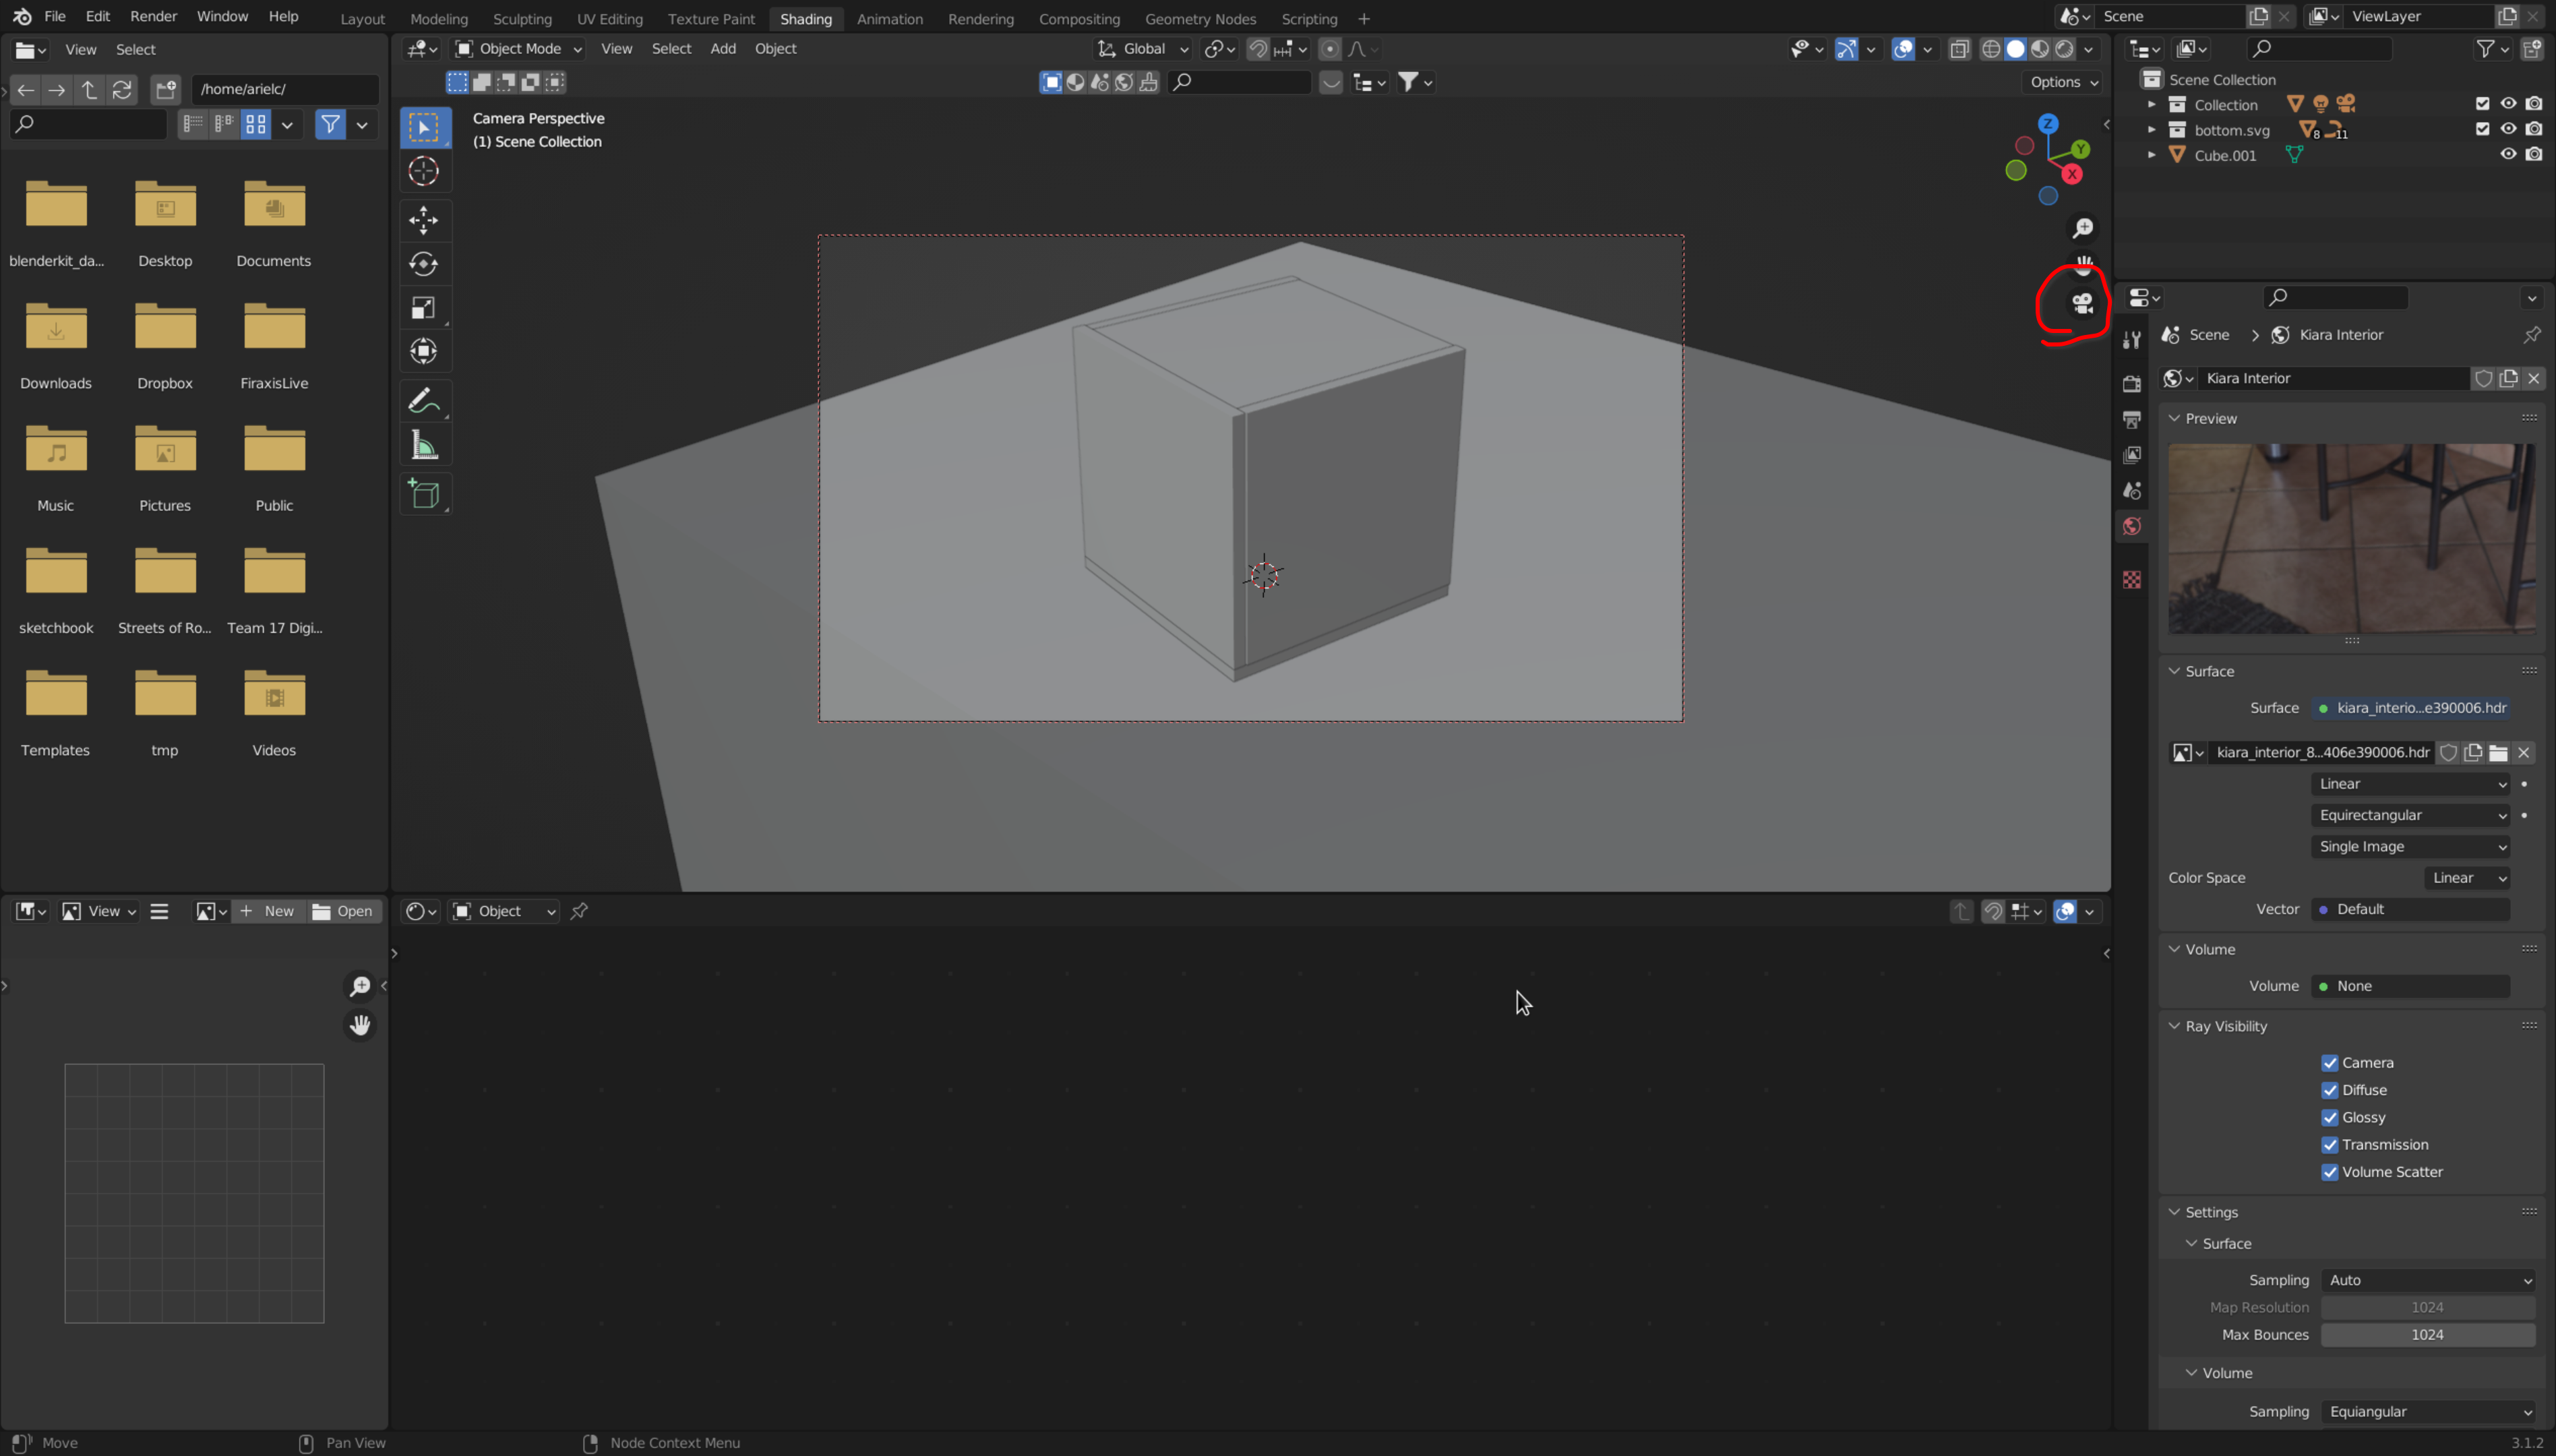 File Edit Render Window Help Layout Modeling Sculpting UV Editing Texture Paint Shading Animation Rendering Compositing Geometry Nodes Scripting + Scene ViewLayer
View Select
/home/arielc/
blenderkit_da... Desktop Documents
Downloads Dropbox FiraxisLive
Music Pictures Public
sketchbook Streets of Ro... Team 17 Digi...
Templates tmp Videos
Object Mode View Select Add Object Global
Options
Camera Perspective
(1) Scene Collection
Z
Y
X
Scene Collection
Collection
bottom.svg 8 11
Cube.001
Scene > Kiara Interior
Kiara Interior
Preview
Surface
Surface kiara_interio...e390006.hdr
kiara_interior_8...406e390006.hdr
Linear
Equirectangular
Single Image
Color Space Linear
Vector Default
Volume
Volume None
Ray Visibility
Camera
Diffuse
Glossy
Transmission
Volume Scatter
Settings
Surface
Sampling Auto
Map Resolution 1024
Max Bounces 1024
Volume
Sampling Equiangular
View + New Open
Object
Move Pan View Node Context Menu 3.1.2